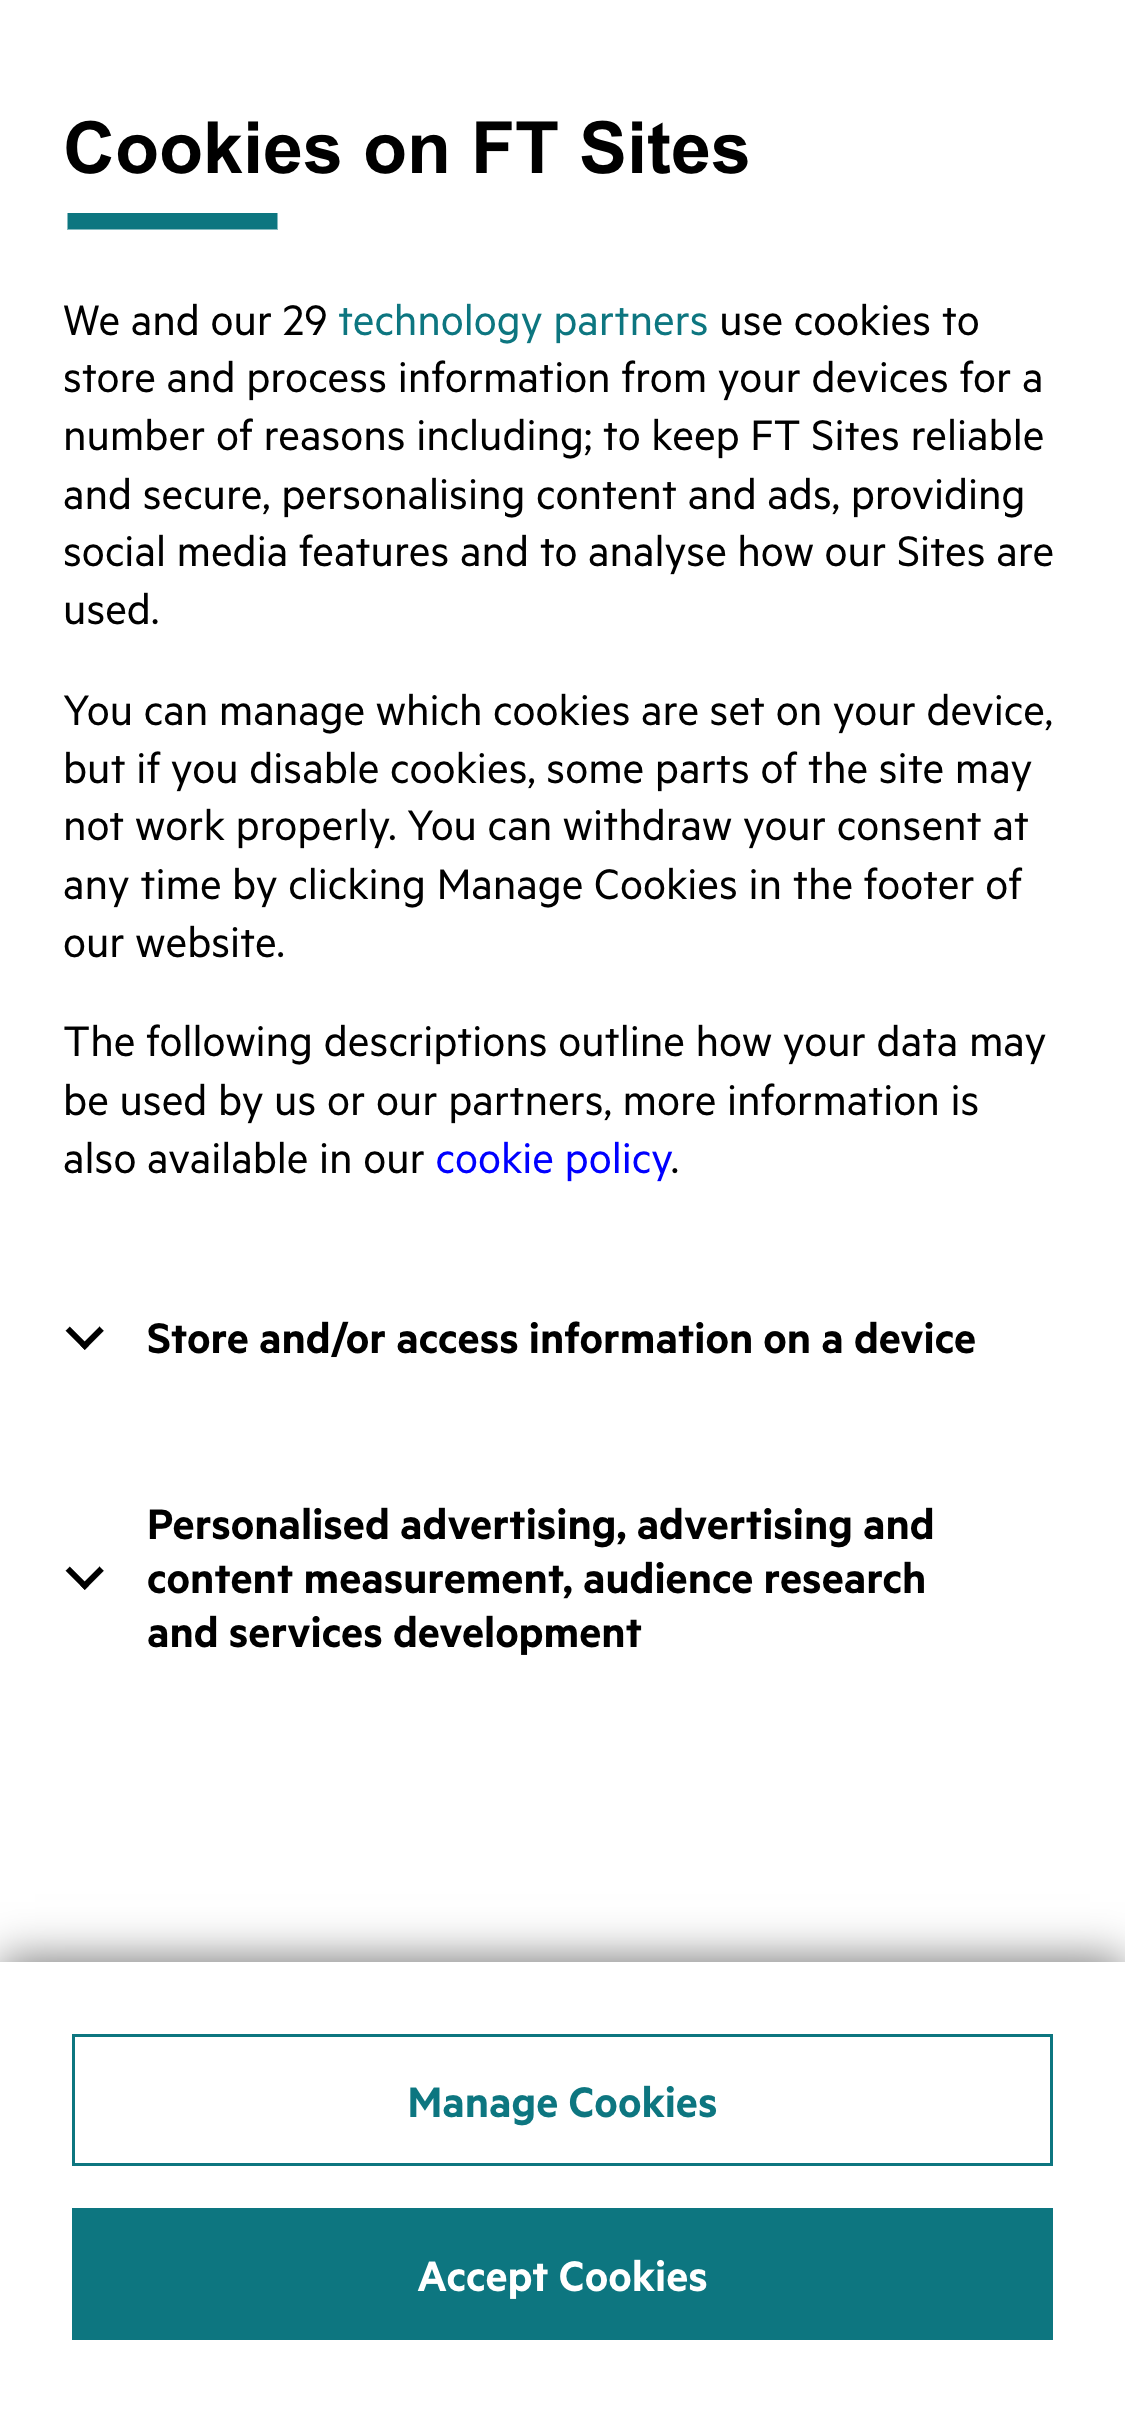 Cookies on FT Sites
We and our 29 technology partners use cookies to
store and process information from your devices for a
number of reasons including; to keep FT Sites reliable
and secure, personalising content and ads, providing
social media features and to analyse how our Sites are
used.
You can manage which cookies are set on your device,
but if you disable cookies, some parts of the site may
not work properly. You can withdraw your consent at
any time by clicking Manage Cookies in the footer of
our website.
The following descriptions outline how your data may
be used by us or our partners, more information is
also available in our cookie policy.
Store and/or access information on a device
Personalised advertising, advertising and
content measurement, audience research
and services development
Manage Cookies
Accept Cookies